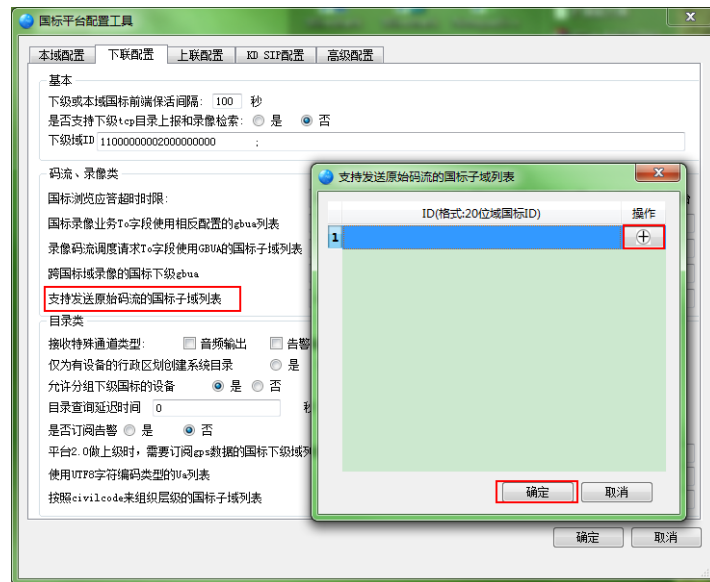 国标平台配置工具
本域配置 下联配置 上联配置 KD SIP配置 高级配置
基本
下级或本域国标前端保活间隔: 100 秒
是否支持下级tcp目录上报和录像检索: 是 否
下级域ID 11000000002000000000 ;
码流、录像类
国标浏览应答超时时限:
国标录像业务To字段使用相反配置的gbua列表
录像码流调度请求To字段使用GBUA的国标子域列表
跨国标域录像的国标下级gbua
支持发送原始码流的国标子域列表
目录类
接收特殊通道类型: 音频输出 告警
仅为有设备的行政区划创建系统目录 是
允许分组下级国标的设备 是 否
目录查询延迟时间 0 秒
是否订阅告警 是 否
平台2.0做上级时，需要订阅gps数据的国标下级域列
使用UTF8字符编码类型的Ua列表
按照civilcode来组织层级的国标子域列表
确定 取消
支持发送原始码流的国标子域列表
ID(格式:20位域国标ID) 操作
1
确定 取消